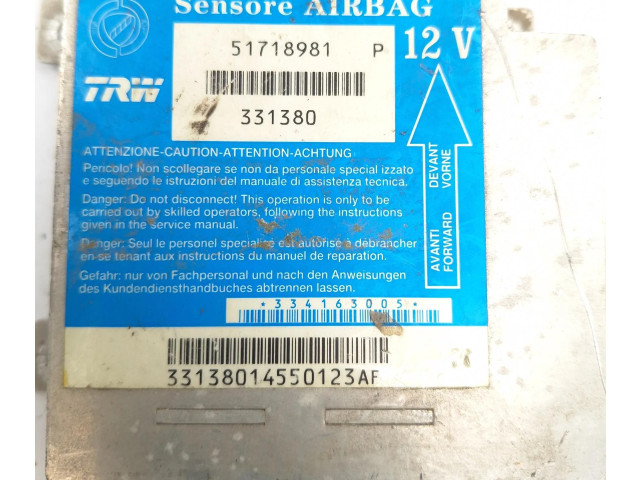 Sensore AIRBAG
51718981 P
12 V
TRW
331380
ATTENZIONE-CAUTION-ATTENTION-ACHTUNG
Pericolo! Non scollegare se non da personale special izzato
e seguendo le istruzioni del manuale di assistenza tecnica.
Danger: Do not disconnect! This operation is only to be
carried out by skilled operators, following the instructions
given in the service manual.
Danger: Seul le personel specialisé est autorisé a debrancher
en-se tenant aux instructions du manuel de reparation.
Gefahr: nur von Fachpersonal und nach den Anweisungen
des Kundendiensthandbuches abtrennen lassen.
AVANTI DEVANT
FORWARD VORNE
*334163005*
33138014550123AF